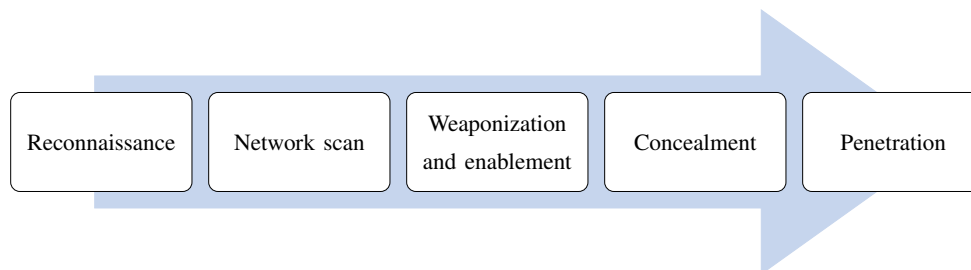 Reconnaissance
Network scan
Weaponization
and enablement
Concealment
Penetration